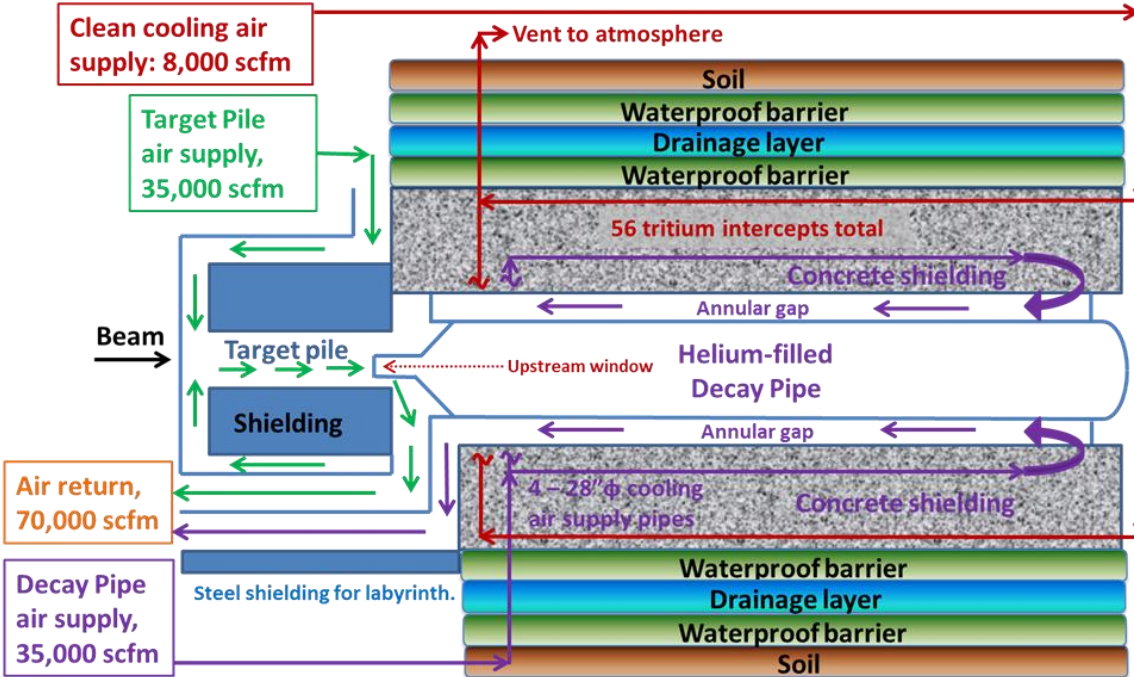 Clean cooling air
supply: 8,000 scfm
Vent to atmosphere
Soil
Waterproof barrier
Drainage layer
Waterproof barrier
Target Pile
air supply,
35,000 scfm
56 tritium intercepts total
Concrete shielding
Annular gap
Beam
Target pile
Upstream window
Helium-filled
Decay Pipe
Shielding
Annular gap
Air return,
70,000 scfm
4 – 28"ϕ cooling
air supply pipes
Concrete shielding
Decay Pipe
air supply,
35,000 scfm
Steel shielding for labyrinth.
Waterproof barrier
Drainage layer
Waterproof barrier
Soil